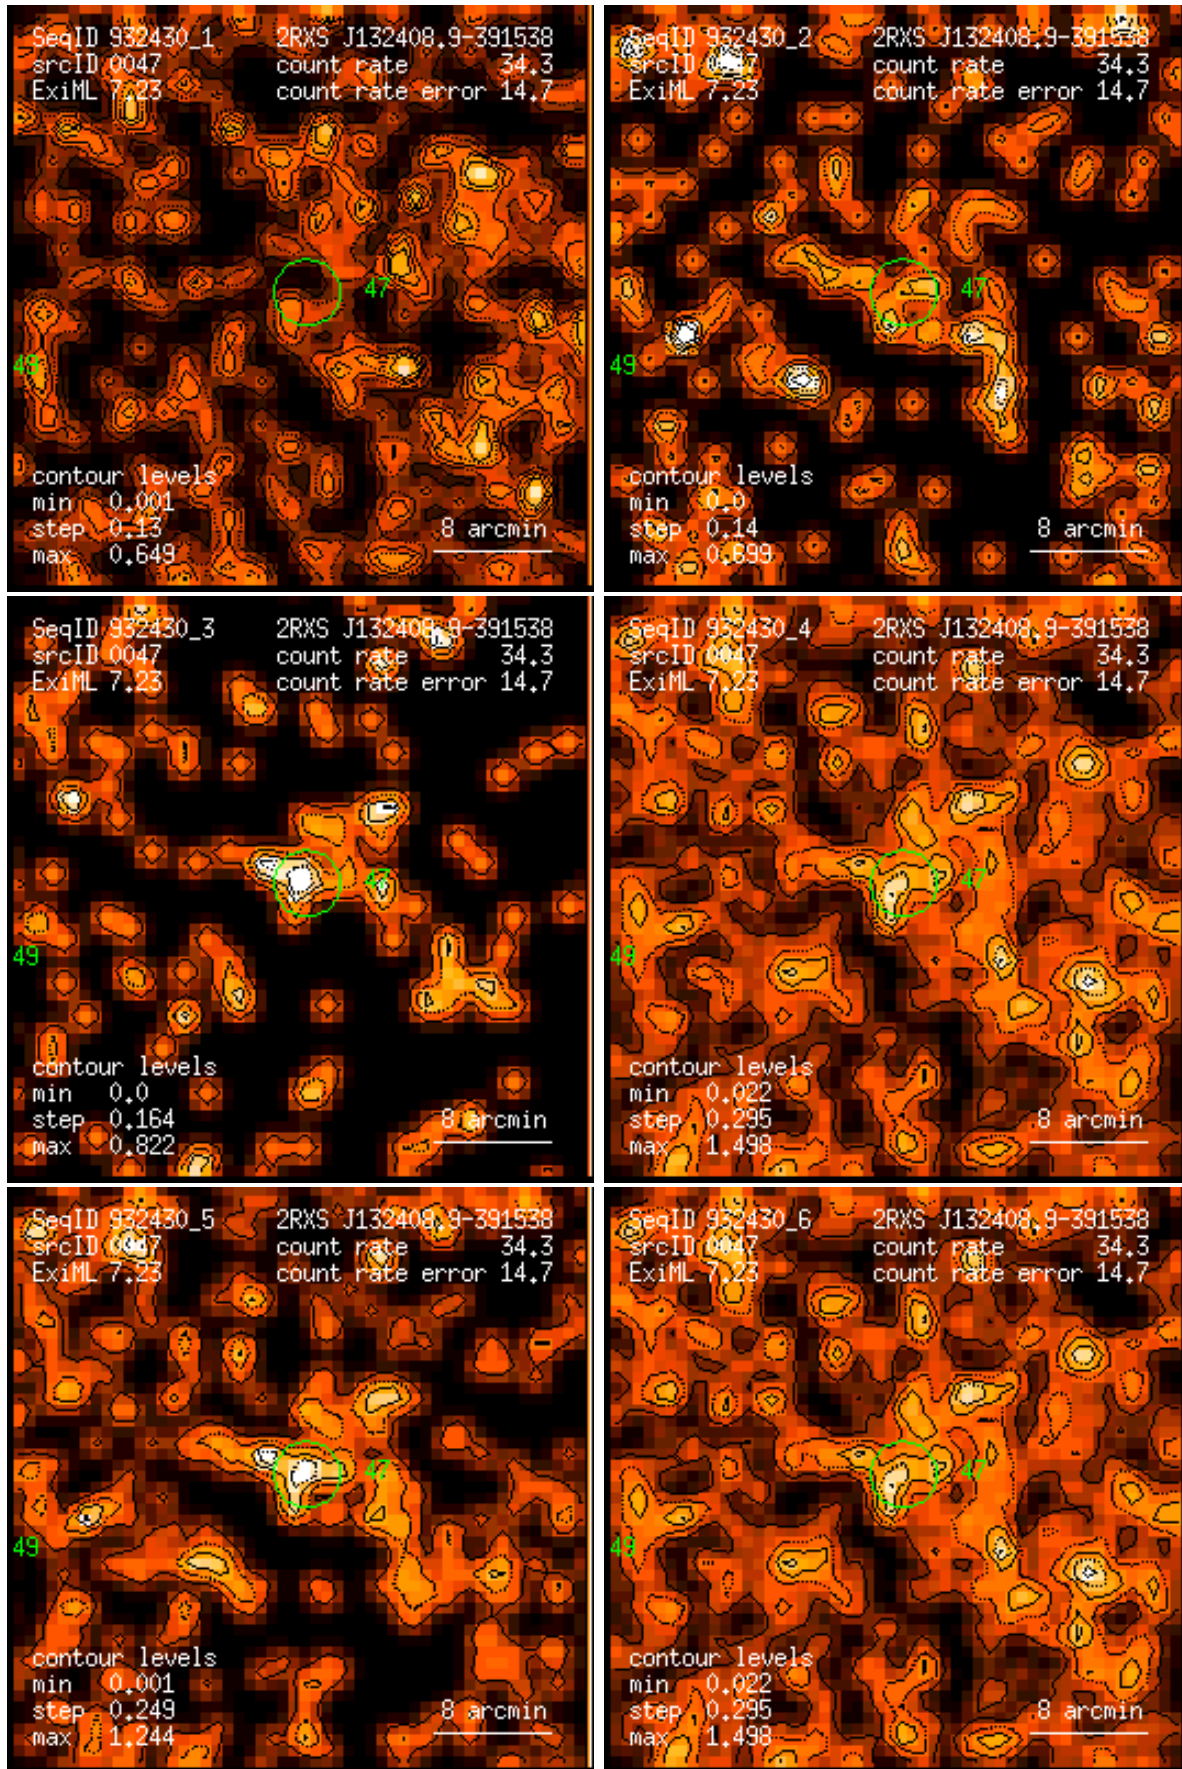 SeqID 932430_1 2RXS J132408.9-391538
srcID 0047 count rate 34.3
ExiML 7.23 count rate error 14.7
47
49
contour levels
min 0.001
step 0.13
max 0.649
8 arcmin
SeqID 932430_2 2RXS J132408.9-391538
srcID 0047 count rate 34.3
ExiML 7.23 count rate error 14.7
47
49
contour levels
min 0.0
step 0.14
max 0.699
8 arcmin
SeqID 932430_3 2RXS J132408.9-391538
srcID 0047 count rate 34.3
ExiML 7.23 count rate error 14.7
47
49
contour levels
min 0.0
step 0.164
max 0.822
8 arcmin
SeqID 932430_4 2RXS J132408.9-391538
srcID 0047 count rate 34.3
ExiML 7.23 count rate error 14.7
47
49
contour levels
min 0.022
step 0.295
max 1.498
8 arcmin
SeqID 932430_5 2RXS J132408.9-391538
srcID 0047 count rate 34.3
ExiML 7.23 count rate error 14.7
47
49
contour levels
min 0.001
step 0.249
max 1.244
8 arcmin
SeqID 932430_6 2RXS J132408.9-391538
srcID 0047 count rate 34.3
ExiML 7.23 count rate error 14.7
47
49
contour levels
min 0.022
step 0.295
max 1.498
8 arcmin